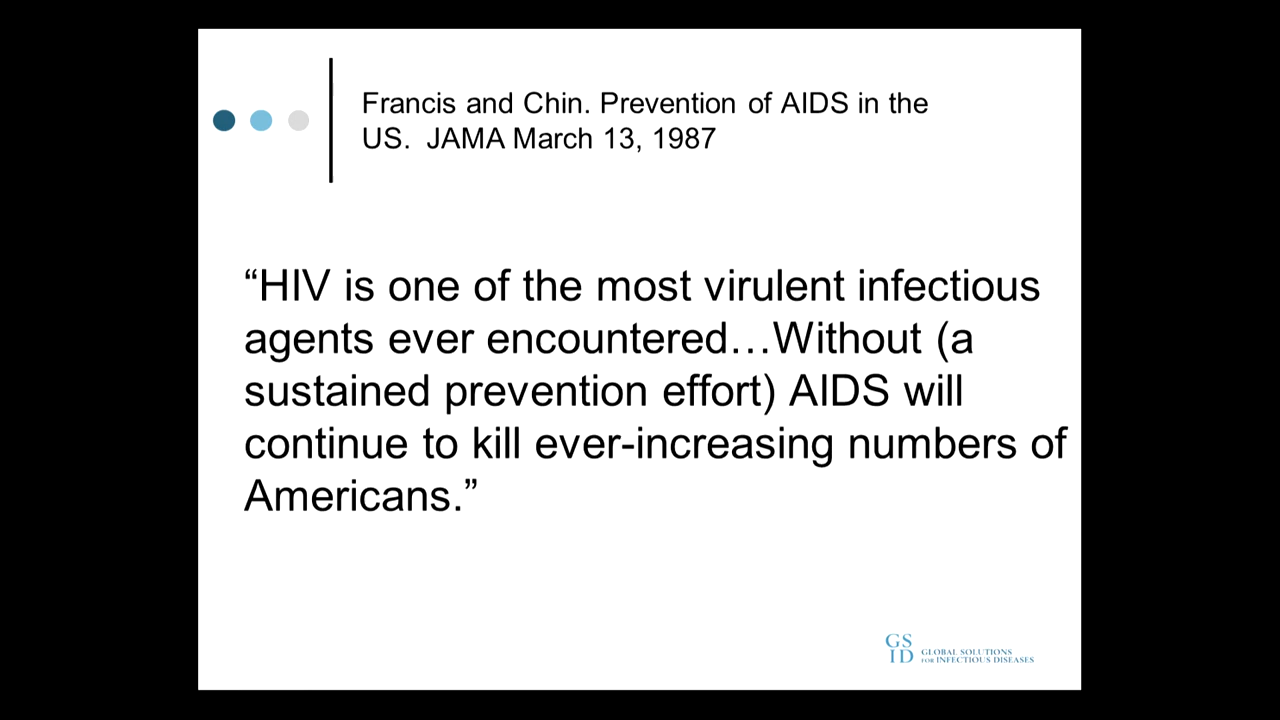 Francis and Chin. Prevention of AIDS in the
US.  JAMA March 13, 1987
“HIV is one of the most virulent infectious
agents ever encountered…Without (a
sustained prevention effort) AIDS will
continue to kill ever-increasing numbers of
Americans.”
GS
ID
GLOBAL SOLUTIONS
FOR INFECTIOUS DISEASES